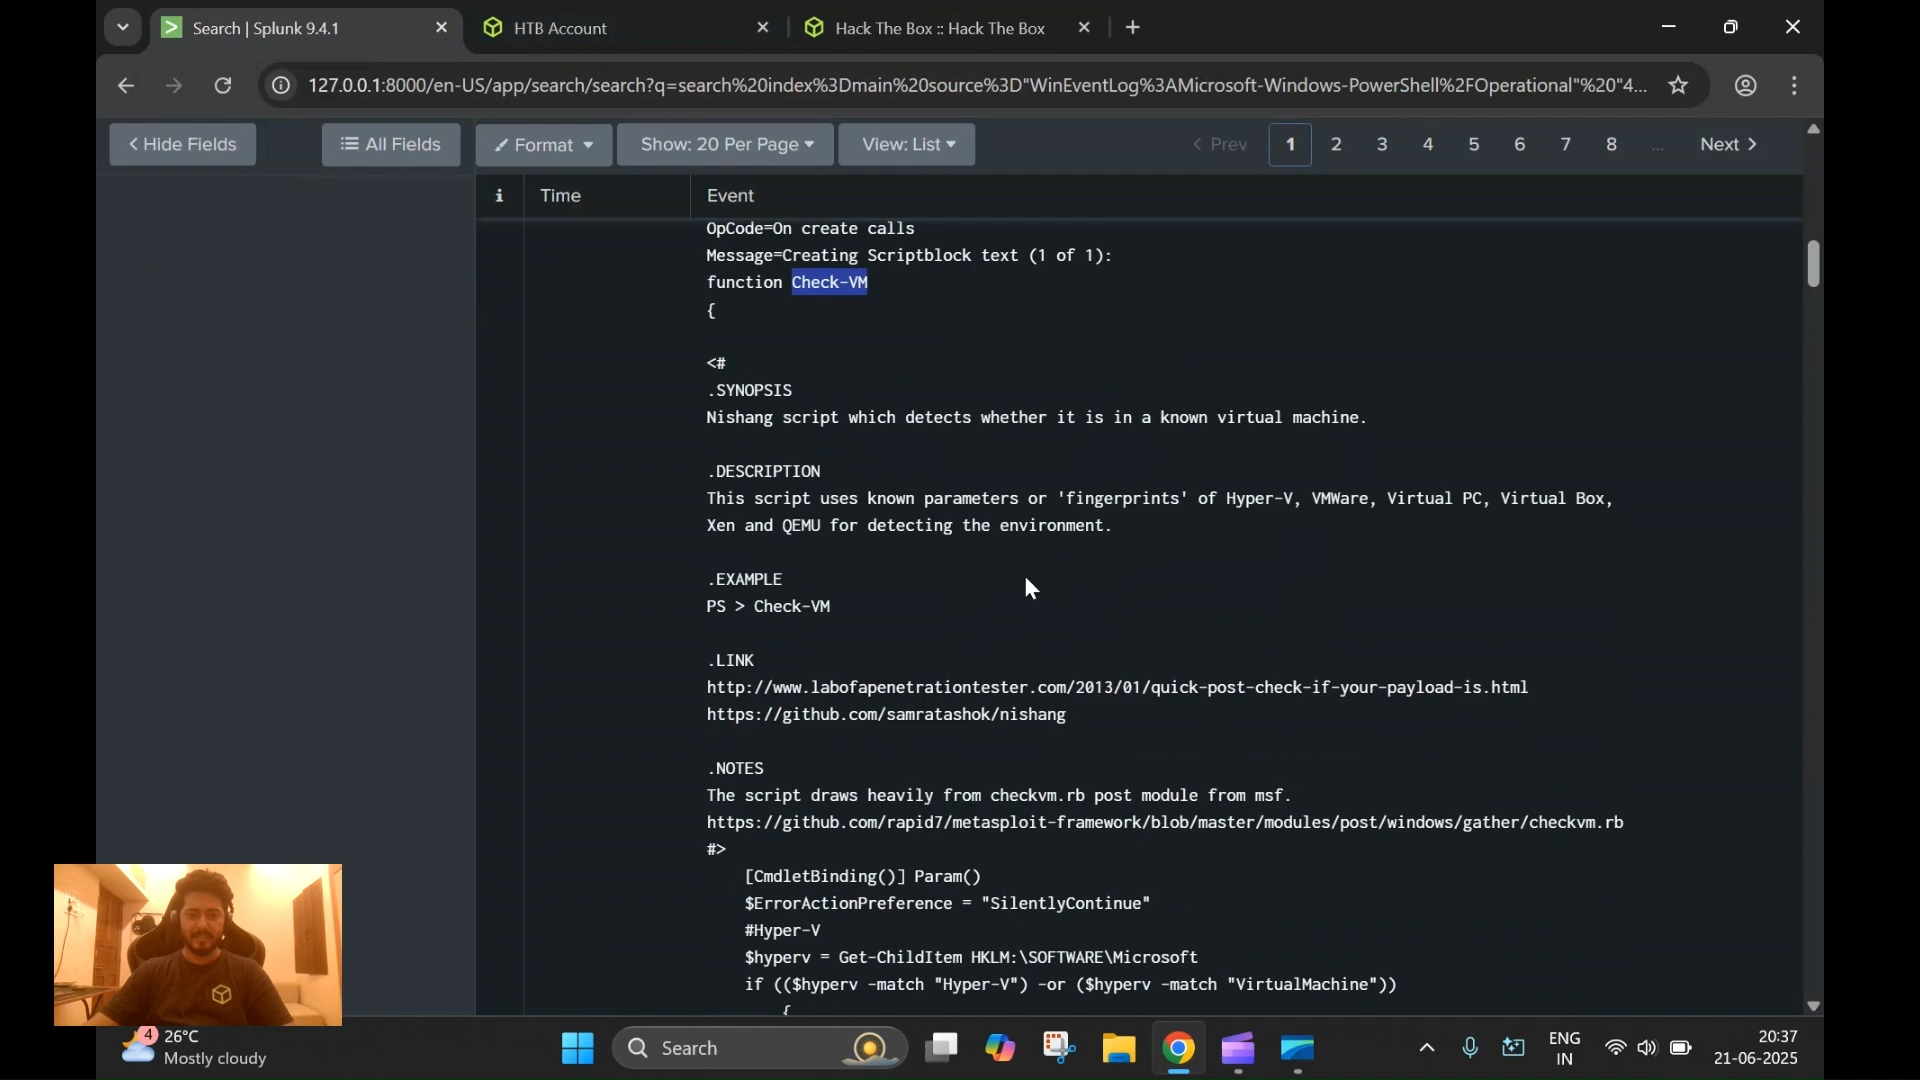 Search | Splunk 9.4.1
HTB Account
Hack The Box :: Hack The Box
127.0.0.1:8000/en-US/app/search/search?q=search%20index%3Dmain%20source%3D"WinEventLog%3AMicrosoft-Windows-PowerShell%2FOperational"%20"4...
< Hide Fields
All Fields
Format
Show: 20 Per Page
View: List
< Prev 1 2 3 4 5 6 7 8 ... Next >
i Time Event
OpCode=On create calls
Message=Creating Scriptblock text (1 of 1):
function Check-VM
{
<#
.SYNOPSIS
Nishang script which detects whether it is in a known virtual machine.
.DESCRIPTION
This script uses known parameters or 'fingerprints' of Hyper-V, VMWare, Virtual PC, Virtual Box,
Xen and QEMU for detecting the environment.
.EXAMPLE
PS > Check-VM
.LINK
http://www.labofapenetrationtester.com/2013/01/quick-post-check-if-your-payload-is.html
https://github.com/samratashok/nishang
.NOTES
The script draws heavily from checkvm.rb post module from msf.
https://github.com/rapid7/metasploit-framework/blob/master/modules/post/windows/gather/checkvm.rb
#>
[CmdletBinding()] Param()
$ErrorActionPreference = "SilentlyContinue"
#Hyper-V
$hyperv = Get-ChildItem HKLM:\SOFTWARE\Microsoft
if (($hyperv -match "Hyper-V") -or ($hyperv -match "VirtualMachine"))
{
4
26°C
Mostly cloudy
Search
ENG
IN
20:37
21-06-2025